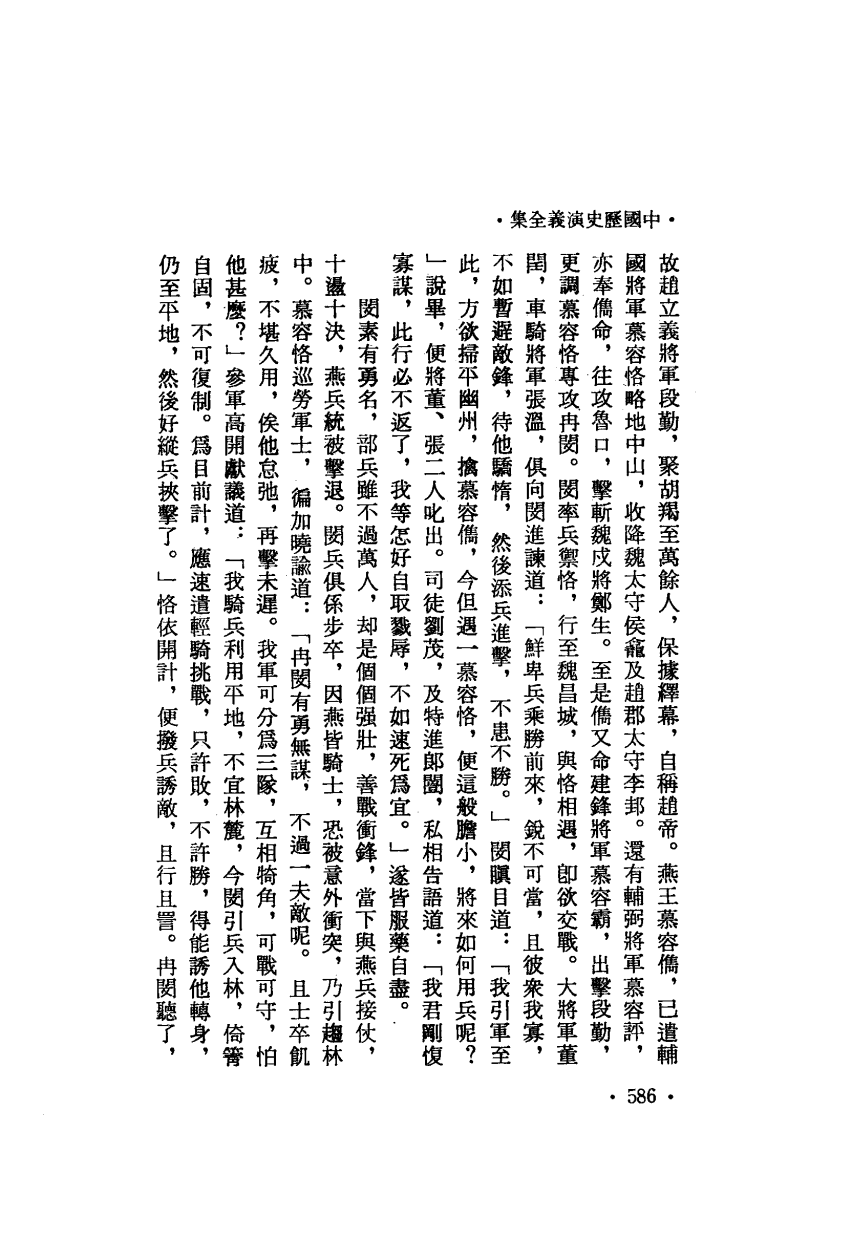 •中國歷史演義全集•
故趙立義將軍段勤，聚胡羯至萬餘人，保據繹幕，自稱趙帝。燕王慕容儁，已遣輔
國將軍慕容恪略地中山，收降魏太守侯龕及趙郡太守李邽。還有輔弼將軍慕容評，
亦奉儁命，往攻魯口，擊斬魏戍將鄭生。至是儁又命建鋒將軍慕容霸，出擊段勤，
更調慕容恪專攻冉閔。閔率兵禦恪，行至魏昌城，與恪相遇，卽欲交戰。大將軍董
閏，車騎將軍張溫，俱向閔進諫道：「鮮卑兵乘勝前來，銳不可當，且彼衆我寡，
不如暫避敵鋒，待他驕惰，然後添兵進擊，不患不勝。」閔瞋目道：「我引軍至
此，方欲掃平幽州，擒慕容儁，今但遇一慕容恪，便這般膽小，將來如何用兵呢？
」說畢，便將董、張二人叱出。司徒劉茂，及特進郎闓，私相告語道：「我君剛愎
寡謀，此行必不返了，我等怎好自取戮辱，不如速死爲宜。」遂皆服藥自盡。
閔素有勇名，部兵雖不過萬人，却是個個强壯，善戰衝鋒，當下與燕兵接仗，
十盪十決，燕兵統被擊退。閔兵俱係步卒，因燕皆騎士，恐被意外衝突，乃引趨林
中。慕容恪巡勞軍士，徧加曉諭道：「冉閔有勇無謀，不過一夫敵呢。且士卒飢
疲，不堪久用，俟他怠弛，再擊未遲。我軍可分爲三隊，互相犄角，可戰可守，怕
他甚麼？」參軍高開獻議道：「我騎兵利用平地，不宜林麓，今閔引兵入林，倚箐
自固，不可復制。爲目前計，應速遣輕騎挑戰，只許敗，不許勝，得能誘他轉身，
仍至平地，然後好縱兵挾擊了。」恪依開計，便撥兵誘敵，且行且詈。冉閔聽了，
•586•